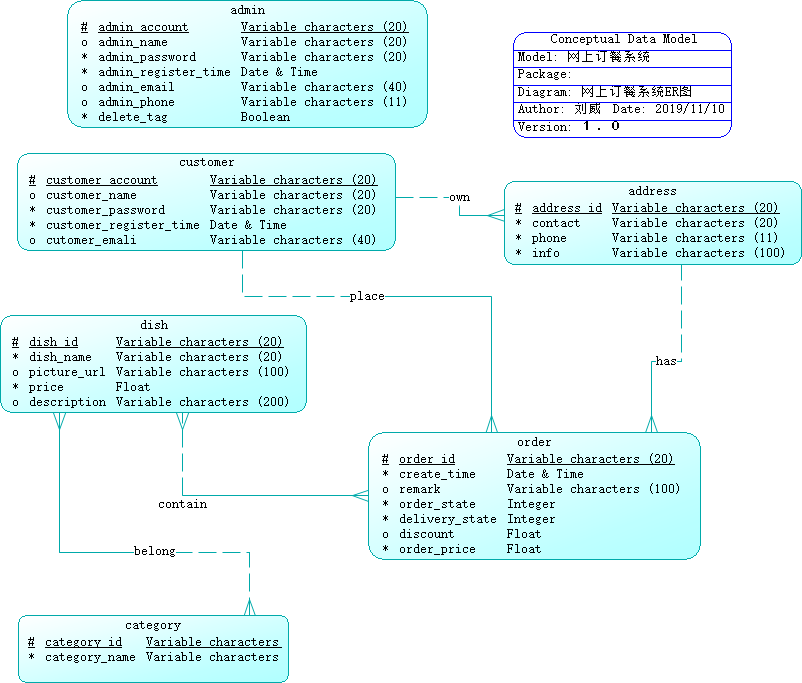 admin
# admin_account Variable characters (20)
o admin_name Variable characters (20)
* admin_password Variable characters (20)
* admin_register_time Date & Time
o admin_email Variable characters (40)
o admin_phone Variable characters (11)
* delete_tag Boolean
Conceptual Data Model
Model: 网上订餐系统
Package:
Diagram: 网上订餐系统ER图
Author: 刘威 Date: 2019/11/10
Version: 1.0
customer
# customer_account Variable characters (20)
o customer_name Variable characters (20)
* customer_password Variable characters (20)
* customer_register_time Date & Time
o cutomer_emali Variable characters (40)
own
address
# address_id Variable characters (20)
* contact Variable characters (20)
* phone Variable characters (11)
* info Variable characters (100)
place
dish
# dish_id Variable characters (20)
* dish_name Variable characters (20)
o picture_url Variable characters (100)
* price Float
o description Variable characters (200)
has
order
# order_id Variable characters (20)
* create_time Date & Time
o remark Variable characters (100)
* order_state Integer
* delivery_state Integer
o discount Float
* order_price Float
contain
belong
category
# category_id Variable characters
* category_name Variable characters